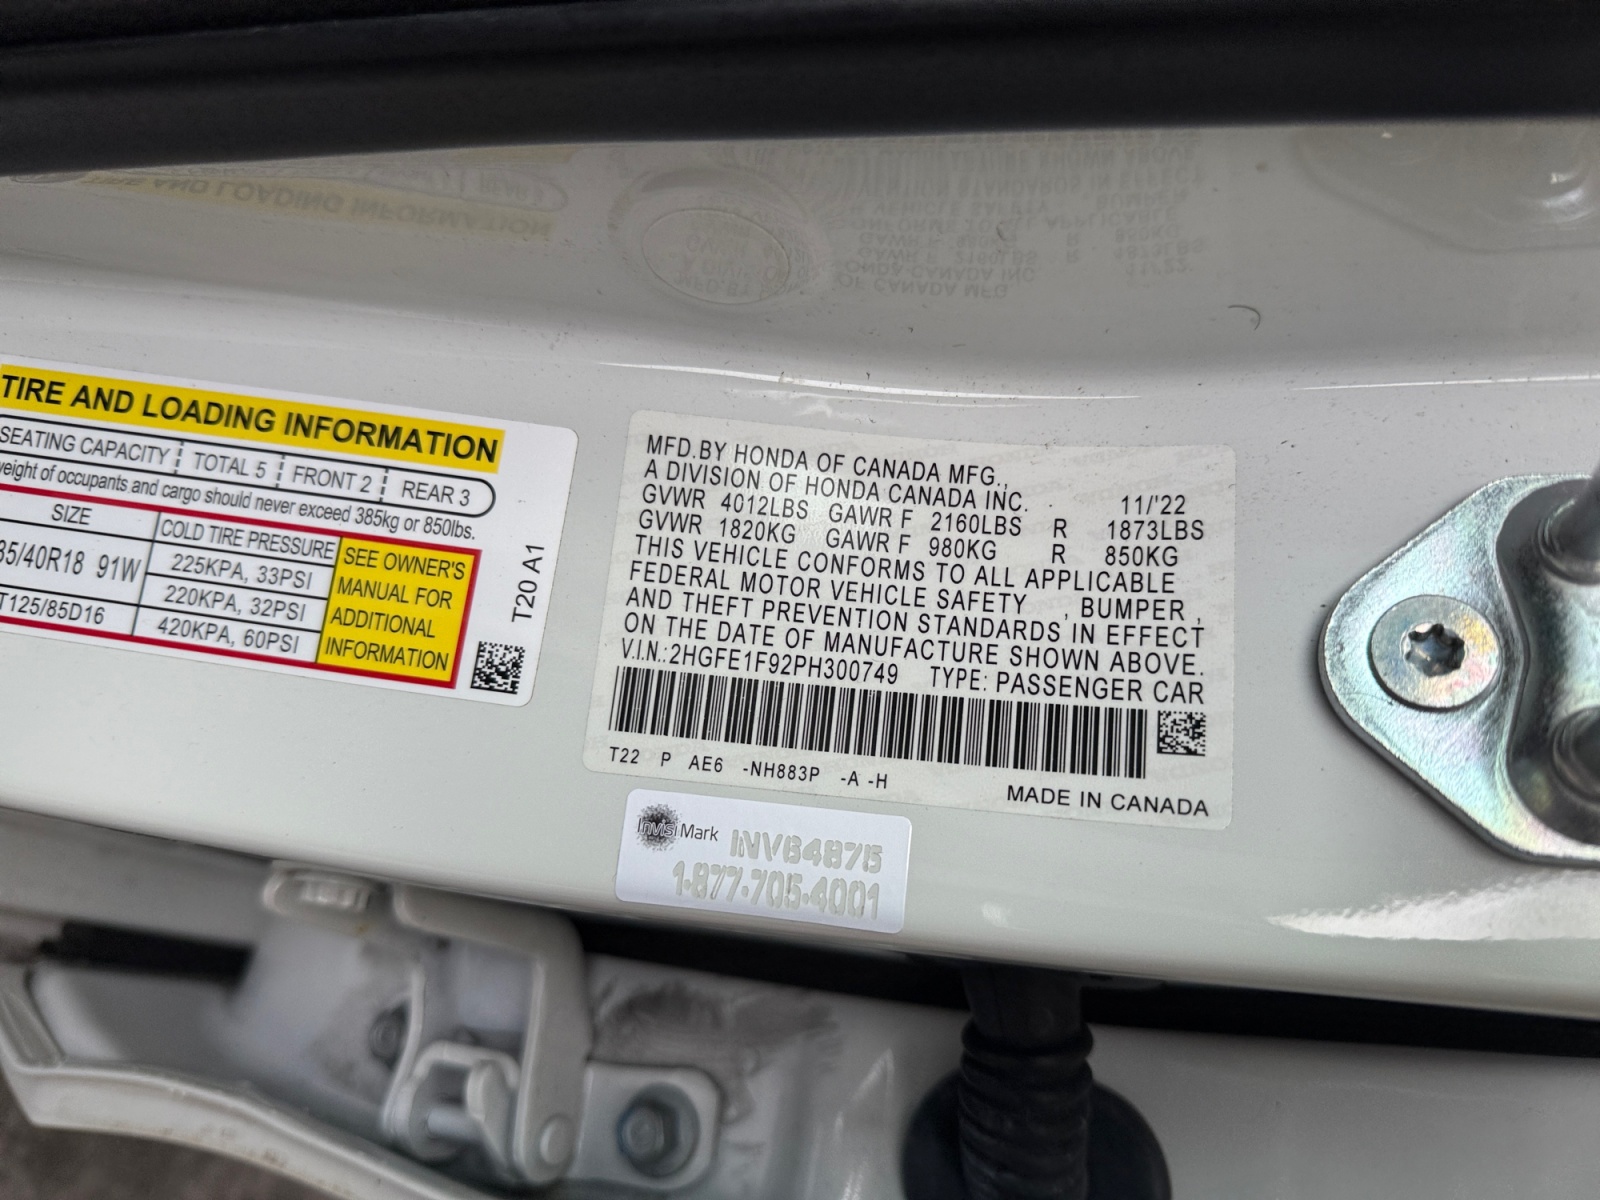 TIRE AND LOADING INFORMATION
SEATING CAPACITY TOTAL 5 FRONT 2 REAR 3
of occupants and cargo should never exceed 385kg or 850lbs.
SIZE COLD TIRE PRESSURE
35/40R18 91W 225KPA, 33PSI
220KPA, 32PSI
T125/85D16 420KPA, 60PSI
SEE OWNER'S
MANUAL FOR
ADDITIONAL
INFORMATION
T20 A1
MFD.BY HONDA OF CANADA MFG.,
A DIVISION OF HONDA CANADA INC. 11/'22
GVWR 4012LBS GAWR F 2160LBS R 1873LBS
GVWR 1820KG GAWR F 980KG R 850KG
THIS VEHICLE CONFORMS TO ALL APPLICABLE
FEDERAL MOTOR VEHICLE SAFETY , BUMPER ,
AND THEFT PREVENTION STANDARDS IN EFFECT
ON THE DATE OF MANUFACTURE SHOWN ABOVE.
V.I.N.:2HGFE1F92PH300749 TYPE: PASSENGER CAR
T22 P AE6 -NH883P -A -H
MADE IN CANADA
InvisiMark INV64875
1-877-705-4001